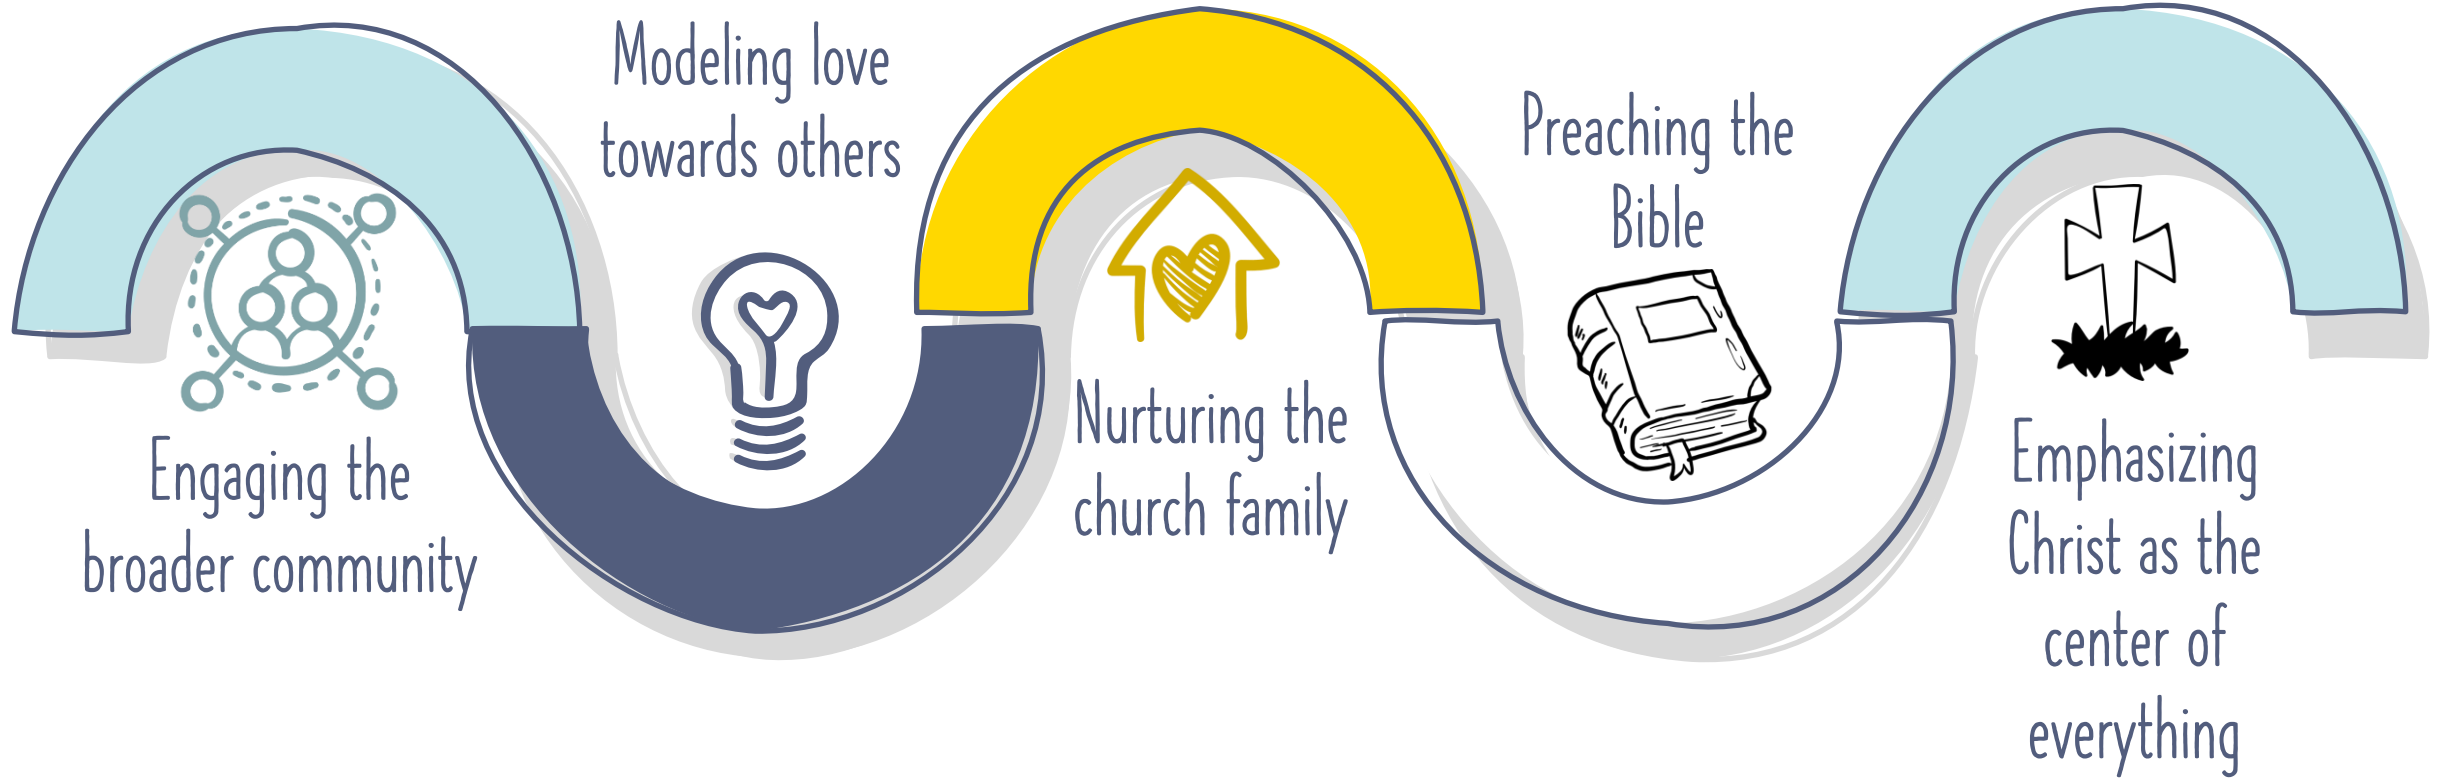 Engaging the
broader community
Modeling love
towards others
Nurturing the
church family
Preaching the
Bible
Emphasizing
Christ as the
center of
everything